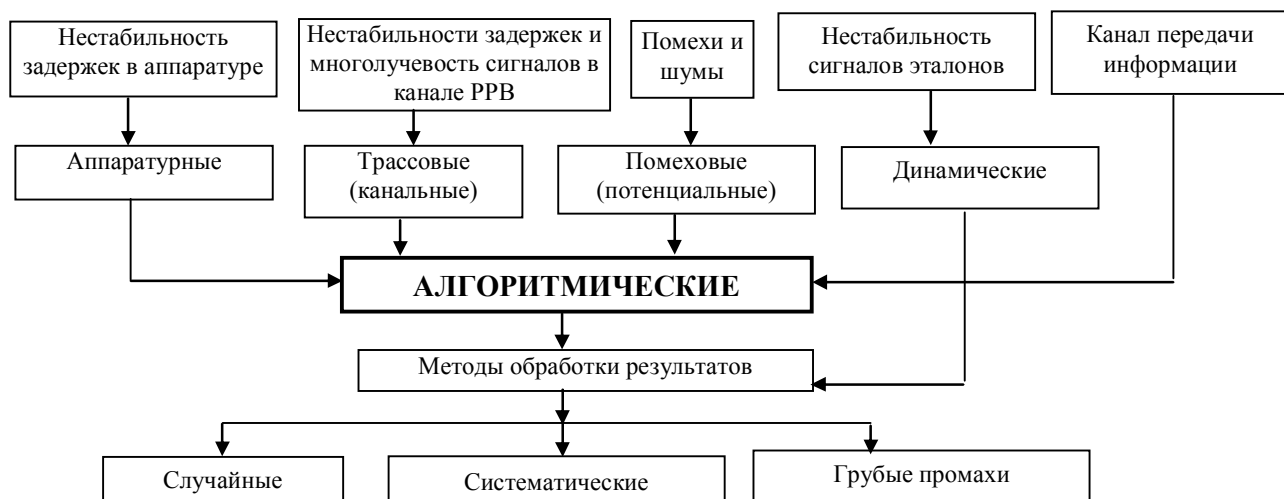 Нестабильность
задержек в аппаратуре
Нестабильности задержек и
многолучевость сигналов в
канале РРВ
Помехи и
шумы
Нестабильность
сигналов эталонов
Канал передачи
информации
Аппаратурные
Трассовые
(канальные)
Помеховые
(потенциальные)
Динамические
АЛГОРИТМИЧЕСКИЕ
Методы обработки результатов
Случайные
Систематические
Грубые промахи